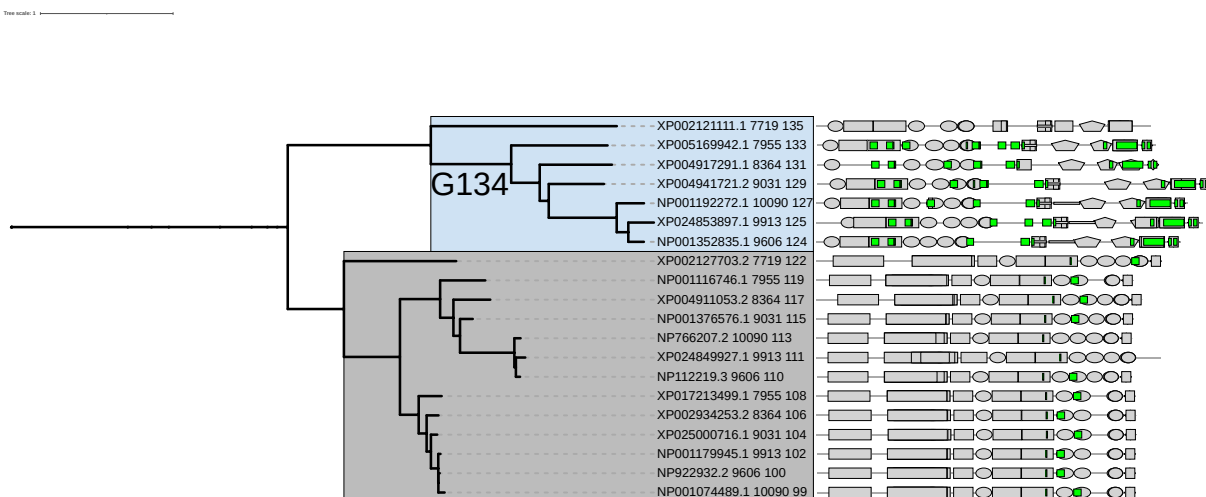 Tree scale: 1
XP002121111.1 7719 135
XP005169942.1 7955 133
XP004917291.1 8364 131
G134
XP004941721.2 9031 129
NP001192272.1 10090 127
XP024853897.1 9913 125
NP001352835.1 9606 124
XP002127703.2 7719 122
NP001116746.1 7955 119
XP004911053.2 8364 117
NP001376576.1 9031 115
NP766207.2 10090 113
XP024849927.1 9913 111
NP112219.3 9606 110
XP017213499.1 7955 108
XP002934253.2 8364 106
XP025000716.1 9031 104
NP001179945.1 9913 102
NP922932.2 9606 100
NP001074489.1 10090 99